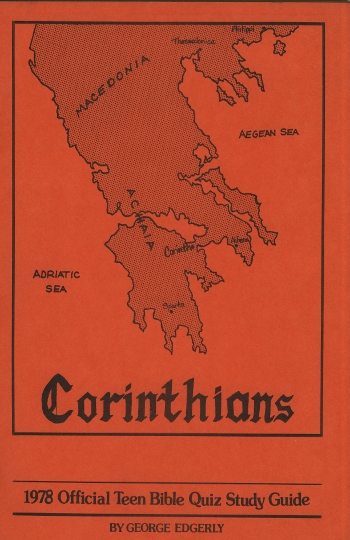 Philippi
Thessalonica
MACEDONIA
AEGEAN SEA
ACHAIA
Corinth
Athens
ADRIATIC
SEA
Sparta
Corinthians
1978 Official Teen Bible Quiz Study Guide
BY GEORGE EDGERLY